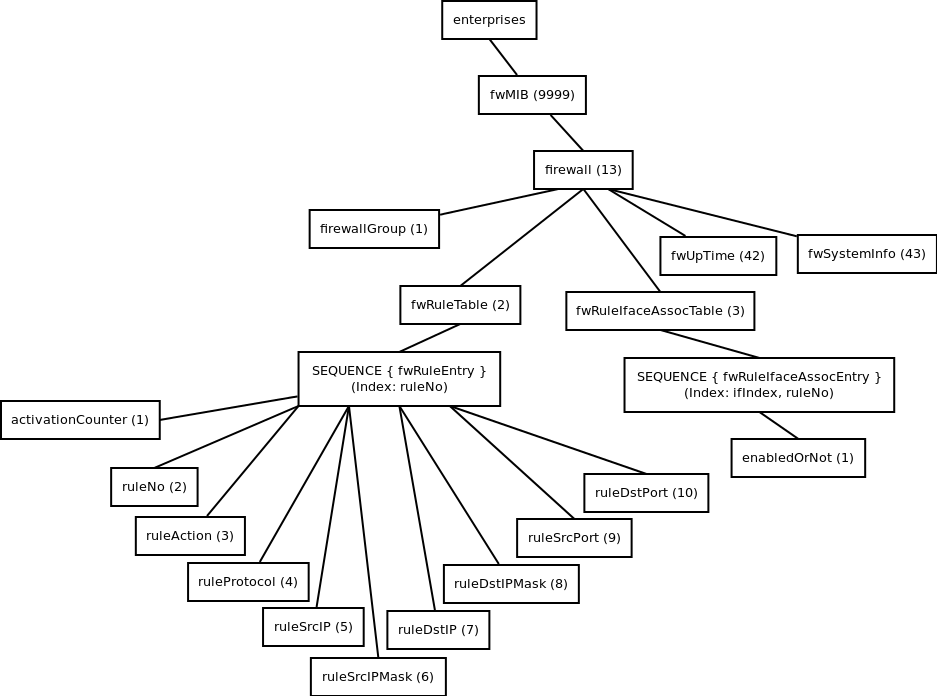 enterprises
fwMIB (9999)
firewall (13)
firewallGroup (1)
fwUpTime (42)
fwSystemInfo (43)
fwRuleTable (2)
fwRuleIfaceAssocTable (3)
SEQUENCE { fwRuleEntry }
(Index: ruleNo)
SEQUENCE { fwRuleIfaceAssocEntry }
(Index: ifIndex, ruleNo)
activationCounter (1)
enabledOrNot (1)
ruleNo (2)
ruleDstPort (10)
ruleAction (3)
ruleSrcPort (9)
ruleProtocol (4)
ruleDstIPMask (8)
ruleSrcIP (5)
ruleDstIP (7)
ruleSrcIPMask (6)